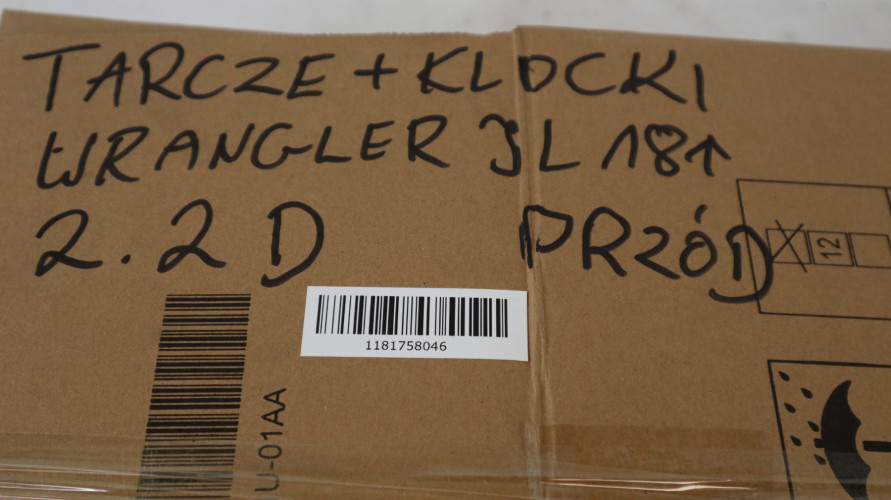 TARCZE + KLOCKI
WRANGLER JL 18↑
2.2 D PRZÓD
12
1181758046
U-01AA